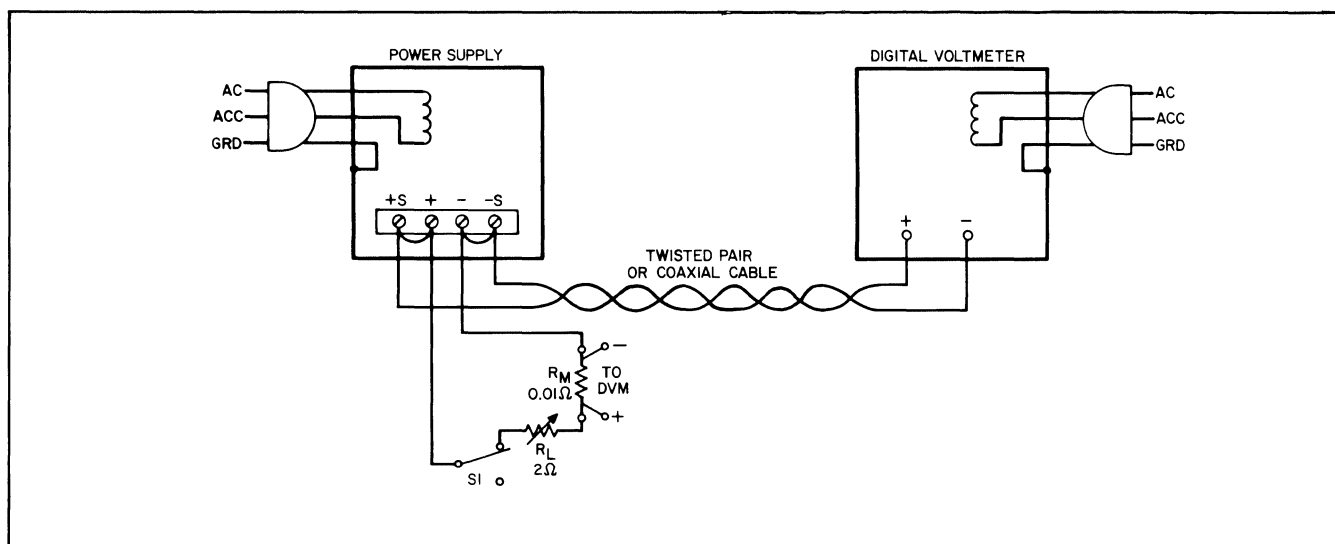 POWER SUPPLY
DIGITAL VOLTMETER
AC
ACC
GRD
AC
ACC
GRD
+S + - -S
+ -
TWISTED PAIR
OR COAXIAL CABLE
-
RM
0.01Ω
TO
DVM
+
RL
2Ω
S1